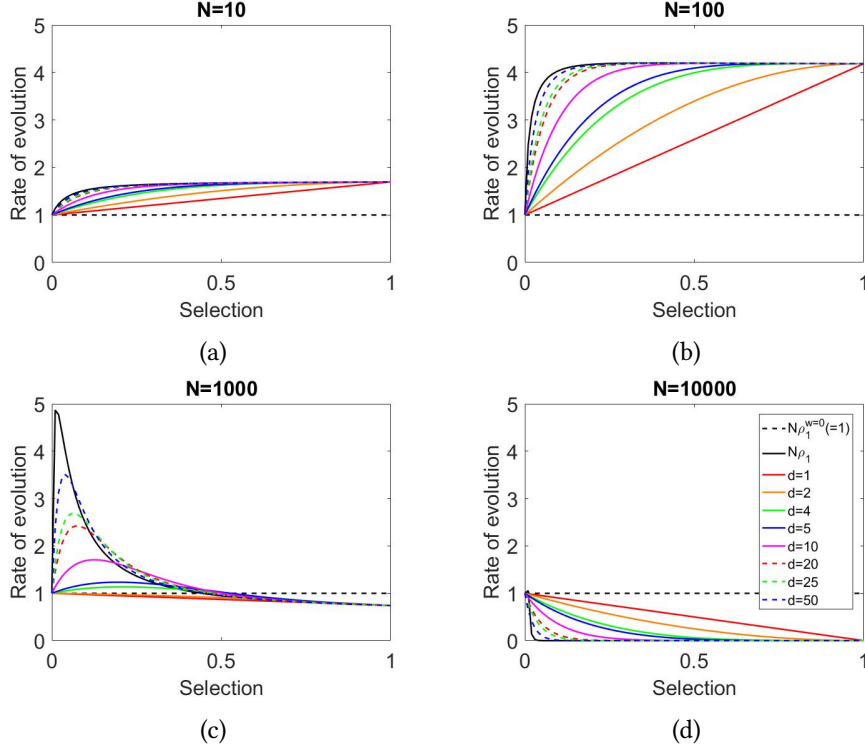 N=10
5
4
3
2
1
0
Rate of evolution
0
0.5
1
Selection
(a)
N=100
5
4
3
2
1
0
Rate of evolution
0
0.5
1
Selection
(b)
N=1000
5
4
3
2
1
0
Rate of evolution
0
0.5
1
Selection
(c)
N=10000
5
4
3
2
1
0
Rate of evolution
0
0.5
1
Selection
Nρ₁ʷ⁼⁰(=1)
Nρ₁
d=1
d=2
d=4
d=5
d=10
d=20
d=25
d=50
(d)